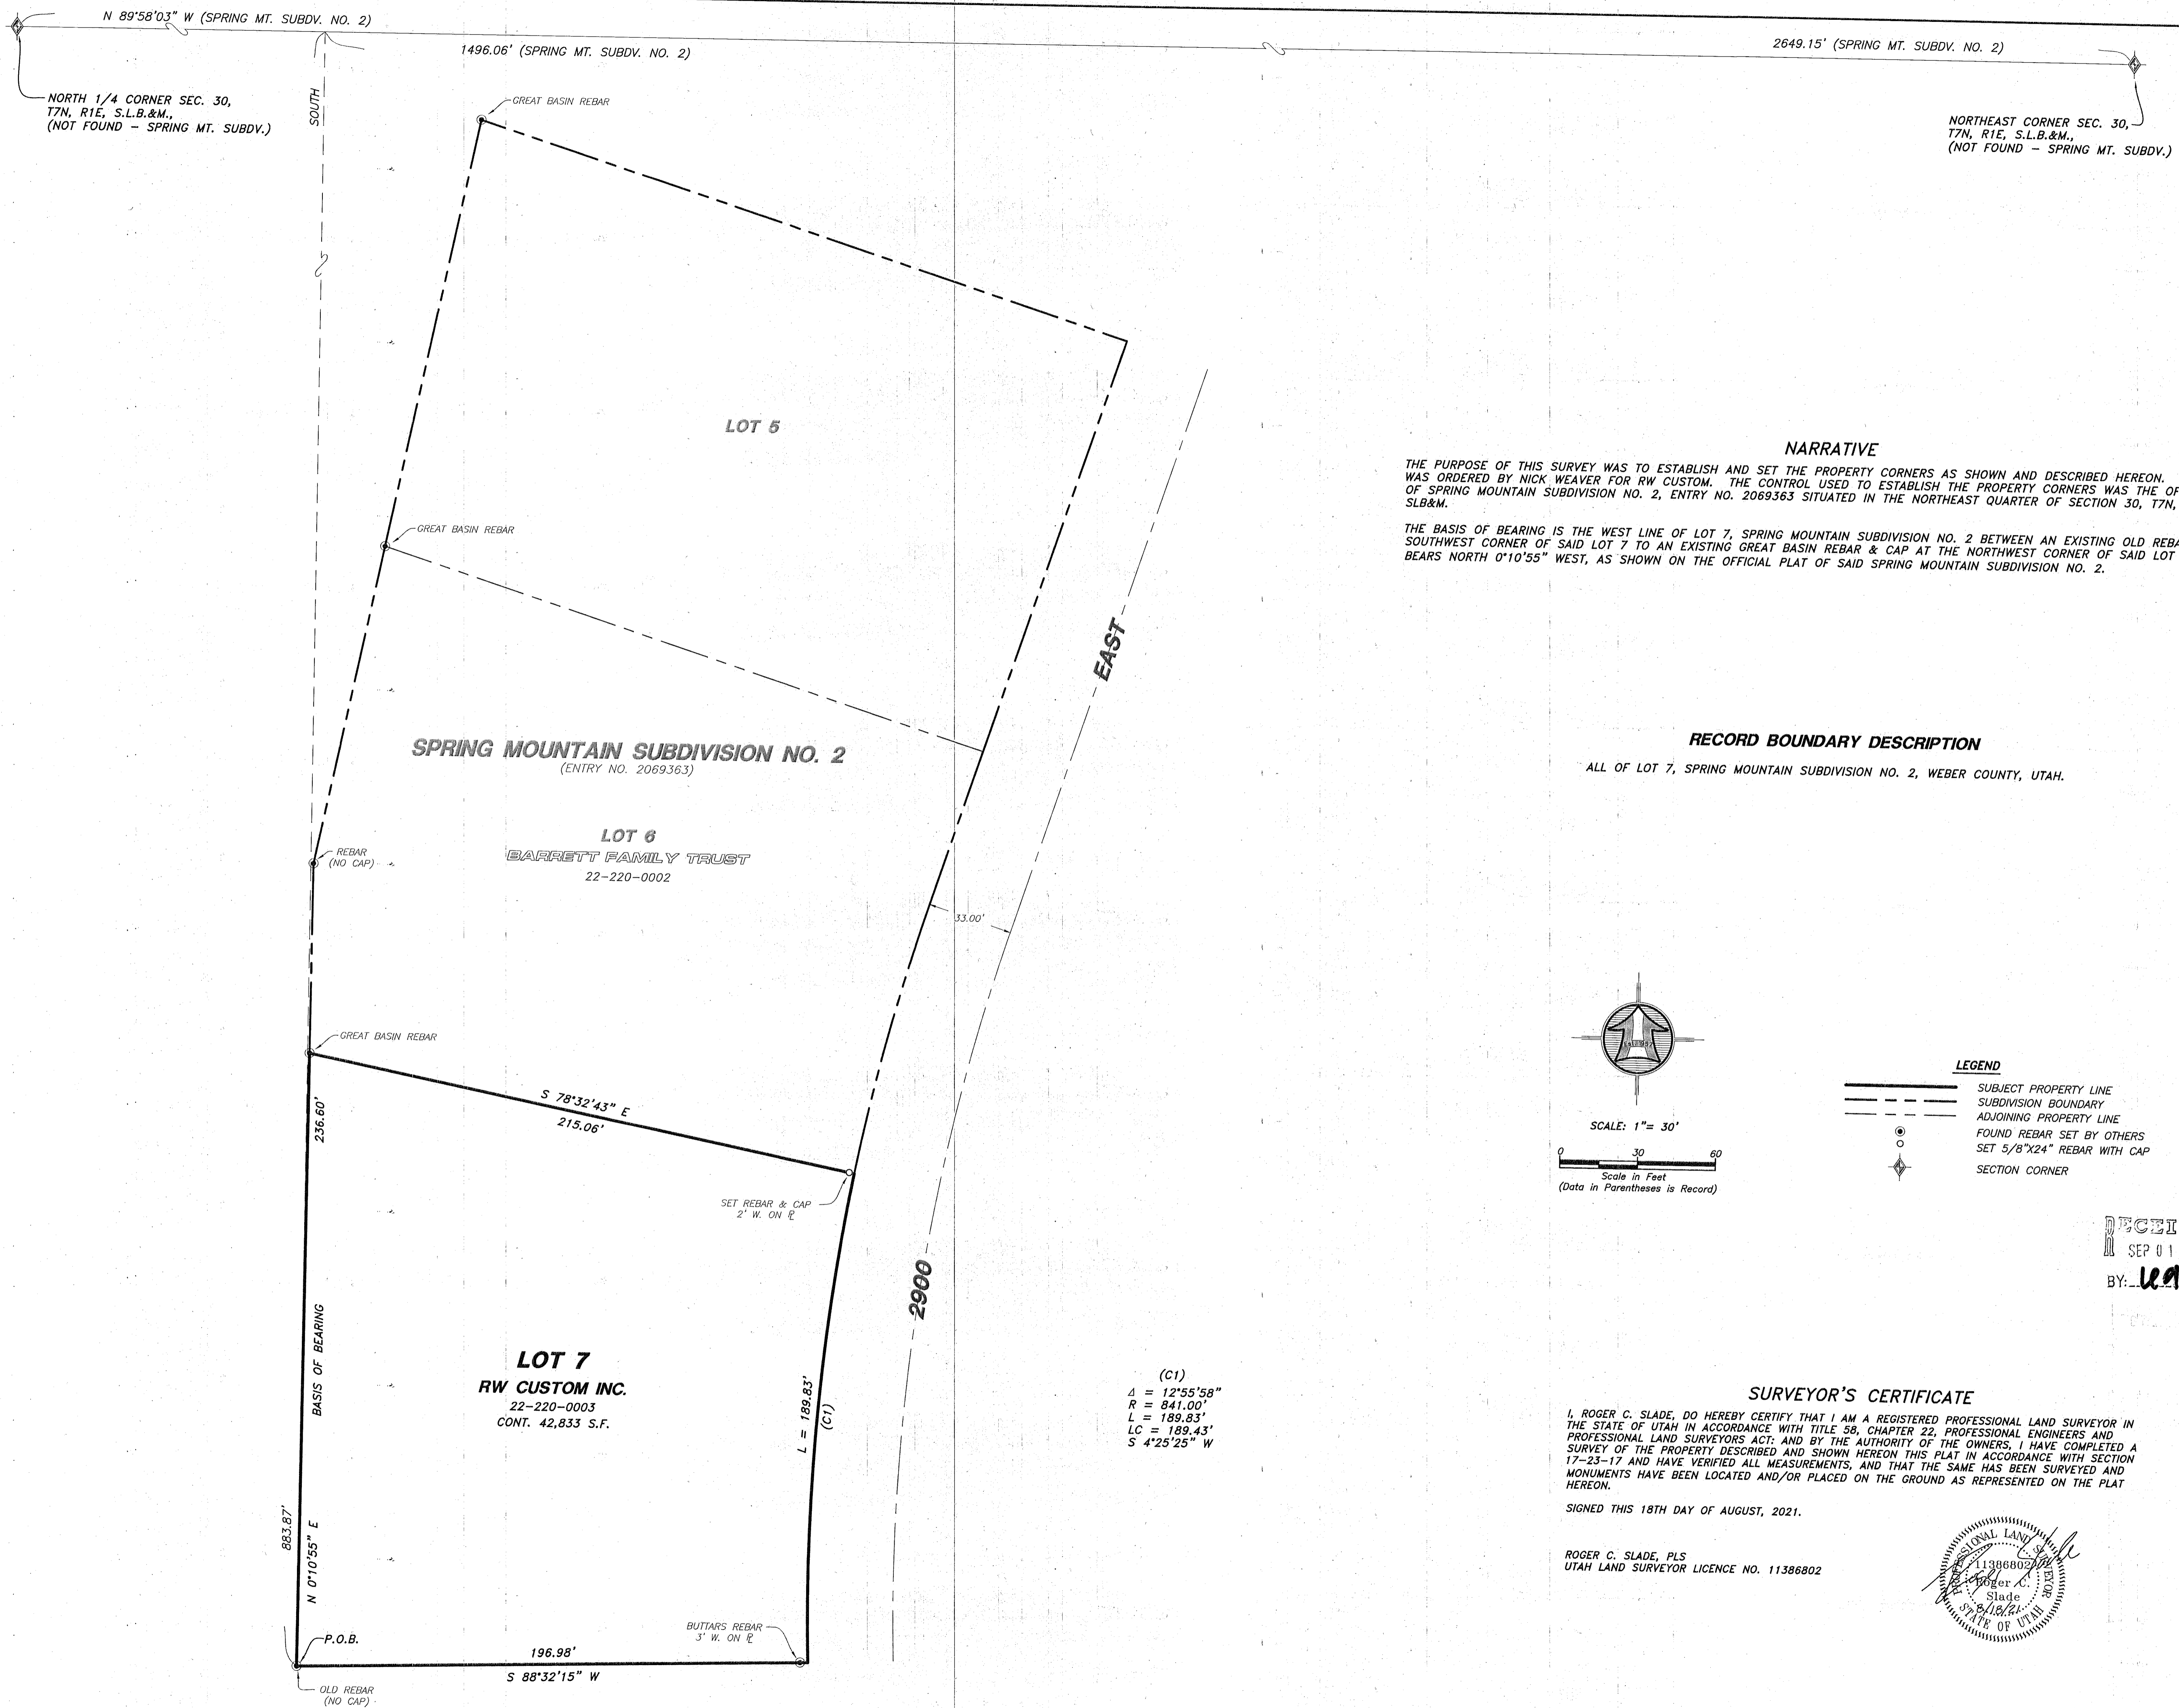 N 89°58'03" W (SPRING MT. SUBDV. NO. 2)
1496.06' (SPRING MT. SUBDV. NO. 2)
2649.15' (SPRING MT. SUBDV. NO. 2)
NORTH 1/4 CORNER SEC. 30,
T7N, R1E, S.L.B.&M.,
(NOT FOUND - SPRING MT. SUBDV.)
SOUTH
GREAT BASIN REBAR
NORTHEAST CORNER SEC. 30,
T7N, R1E, S.L.B.&M.,
(NOT FOUND - SPRING MT. SUBDV.)
LOT 5
GREAT BASIN REBAR
EAST
NARRATIVE
THE PURPOSE OF THIS SURVEY WAS TO ESTABLISH AND SET THE PROPERTY CORNERS AS SHOWN AND DESCRIBED HEREON.
WAS ORDERED BY NICK WEAVER FOR RW CUSTOM. THE CONTROL USED TO ESTABLISH THE PROPERTY CORNERS WAS THE
OF SPRING MOUNTAIN SUBDIVISION NO. 2, ENTRY NO. 2069363 SITUATED IN THE NORTHEAST QUARTER OF SECTION 30, T7N,
SLB&M.
THE BASIS OF BEARING IS THE WEST LINE OF LOT 7, SPRING MOUNTAIN SUBDIVISION NO. 2 BETWEEN AN EXISTING OLD
SOUTHWEST CORNER OF SAID LOT 7 TO AN EXISTING GREAT BASIN REBAR & CAP AT THE NORTHWEST CORNER OF SAID LOT
BEARS NORTH 0°10'55" WEST, AS SHOWN ON THE OFFICIAL PLAT OF SAID SPRING MOUNTAIN SUBDIVISION NO. 2.
SPRING MOUNTAIN SUBDIVISION NO. 2
(ENTRY NO. 2069363)
RECORD BOUNDARY DESCRIPTION
ALL OF LOT 7, SPRING MOUNTAIN SUBDIVISION NO. 2, WEBER COUNTY, UTAH.
LOT 6
BARRETT FAMILY TRUST
22-220-0002
REBAR
(NO CAP)
33.00'
GREAT BASIN REBAR
236.60'
S 78°32'43" E
215.06'
SET REBAR & CAP
2' W. ON ⅊
2900
SCALE: 1"= 30'
0 30 60
Scale in Feet
(Data in Parentheses is Record)
LEGEND
SUBJECT PROPERTY LINE
SUBDIVISION BOUNDARY
ADJOINING PROPERTY LINE
FOUND REBAR SET BY OTHERS
SET 5/8"X24" REBAR WITH CAP
SECTION CORNER
SEP 01
BY:
BASIS OF BEARING
LOT 7
RW CUSTOM INC.
22-220-0003
CONT. 42,833 S.F.
L = 189.83'
(C1)
(C1)
Δ = 12°55'58"
R = 841.00'
L = 189.83'
LC = 189.43'
S 4°25'25" W
883.87'
N 0°10'55" E
P.O.B.
196.98'
S 88°32'15" W
BUTTARS REBAR
3' W. ON ⅊
OLD REBAR
(NO CAP)
SURVEYOR'S CERTIFICATE
I, ROGER C. SLADE, DO HEREBY CERTIFY THAT I AM A REGISTERED PROFESSIONAL LAND SURVEYOR IN
THE STATE OF UTAH IN ACCORDANCE WITH TITLE 58, CHAPTER 22, PROFESSIONAL ENGINEERS AND
PROFESSIONAL LAND SURVEYORS ACT: AND BY THE AUTHORITY OF THE OWNERS, I HAVE COMPLETED A
SURVEY OF THE PROPERTY DESCRIBED AND SHOWN HEREON THIS PLAT IN ACCORDANCE WITH SECTION
17-23-17 AND HAVE VERIFIED ALL MEASUREMENTS, AND THAT THE SAME HAS BEEN SURVEYED AND
MONUMENTS HAVE BEEN LOCATED AND/OR PLACED ON THE GROUND AS REPRESENTED ON THE PLAT
HEREON.
SIGNED THIS 18TH DAY OF AUGUST, 2021.
ROGER C. SLADE, PLS
UTAH LAND SURVEYOR LICENCE NO. 11386802
PROFESSIONAL LAND SURVEYOR
11386802
Roger C.
Slade
8/18/21
STATE OF UTAH